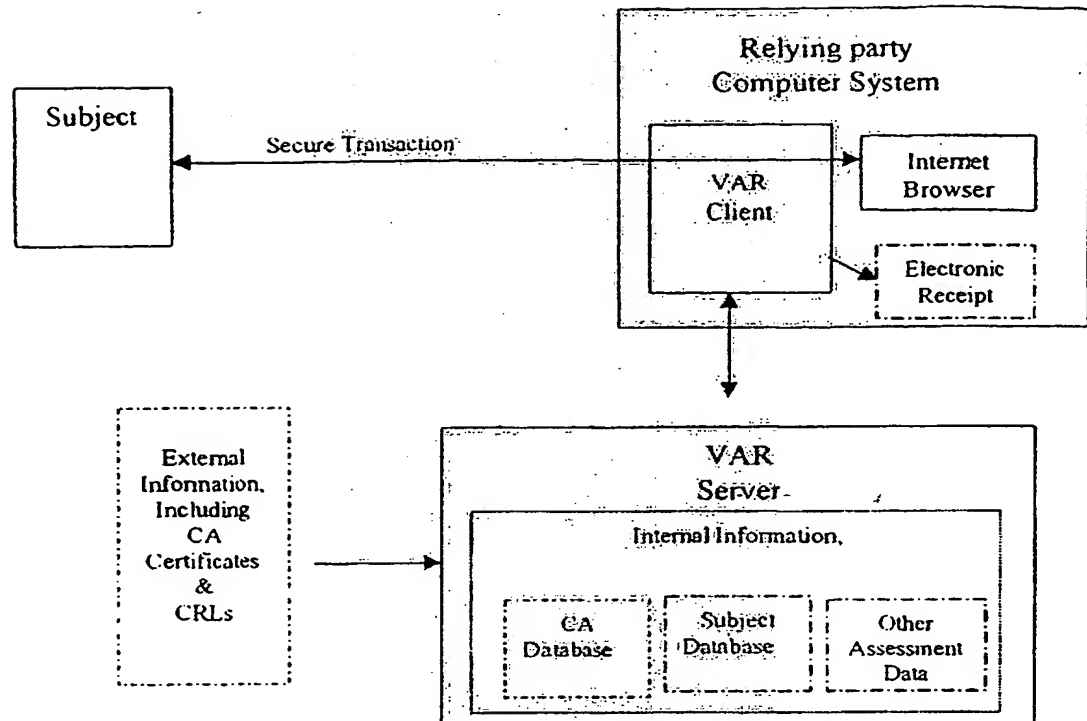 Relying party
Computer System
Subject
Secure Transaction
VAR
Client
Internet
Browser
Electronic
Receipt
External
Information,
Including
CA
Certificates
&
CRLs
VAR
Server
Internal Information,
CA
Database
Subject
Database
Other
Assessment
Data